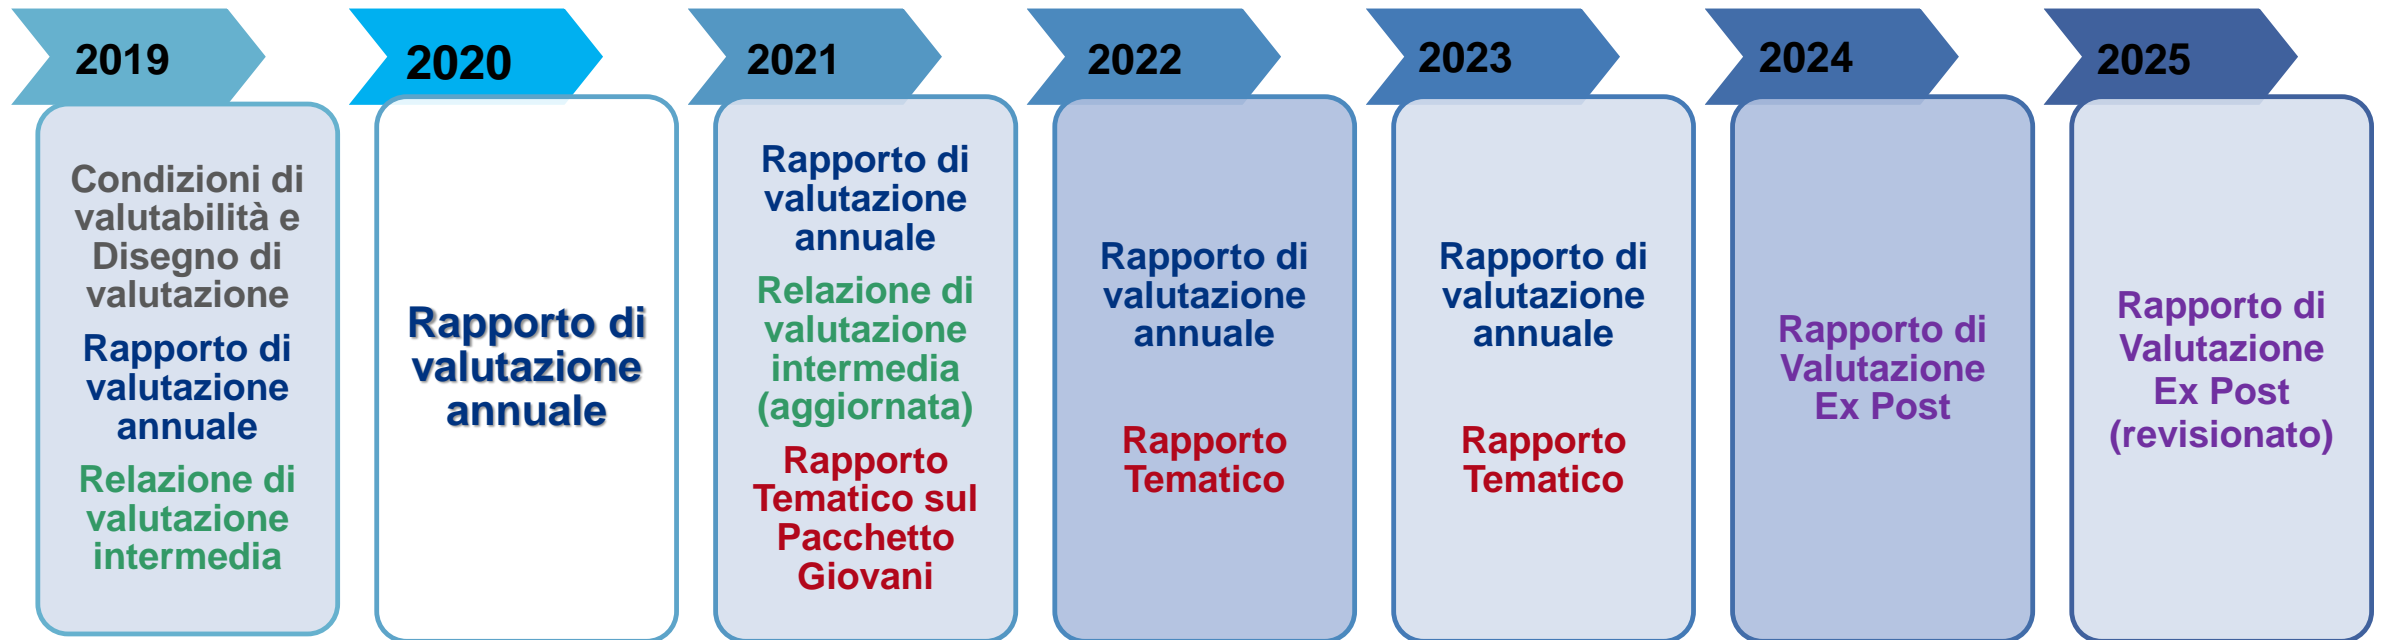 2019
Condizioni di
valutabilità e
Disegno di
valutazione
Rapporto di
valutazione
annuale
Relazione di
valutazione
intermedia
2020
Rapporto di
valutazione
annuale
2021
Rapporto di
valutazione
annuale
Relazione di
valutazione
intermedia
(aggiornata)
Rapporto
Tematico sul
Pacchetto
Giovani
2022
Rapporto di
valutazione
annuale
Rapporto
Tematico
2023
Rapporto di
valutazione
annuale
Rapporto
Tematico
2024
Rapporto di
Valutazione
Ex Post
2025
Rapporto di
Valutazione
Ex Post
(revisionato)